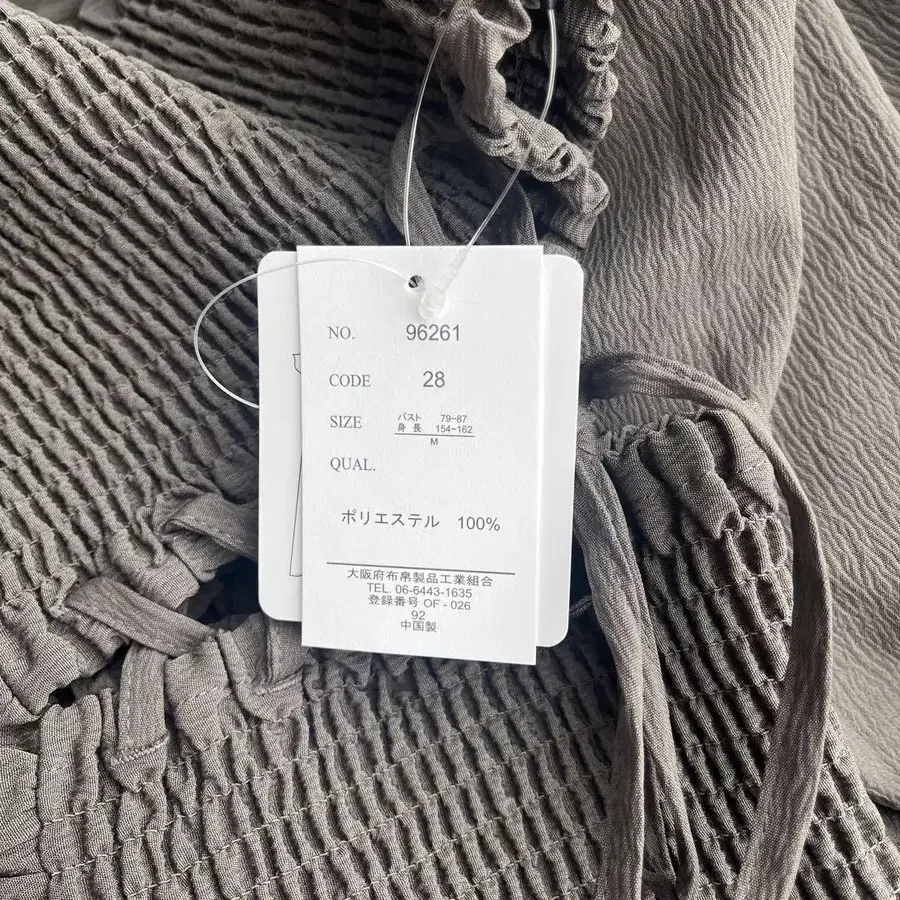 NO. 96261
CODE 28
SIZE バスト 79~87
身長 154~162
M
QUAL.
ポリエステル 100%
大阪府布帛製品工業組合
TEL. 06-6443-1635
登録番号 OF - 026
92
中国製